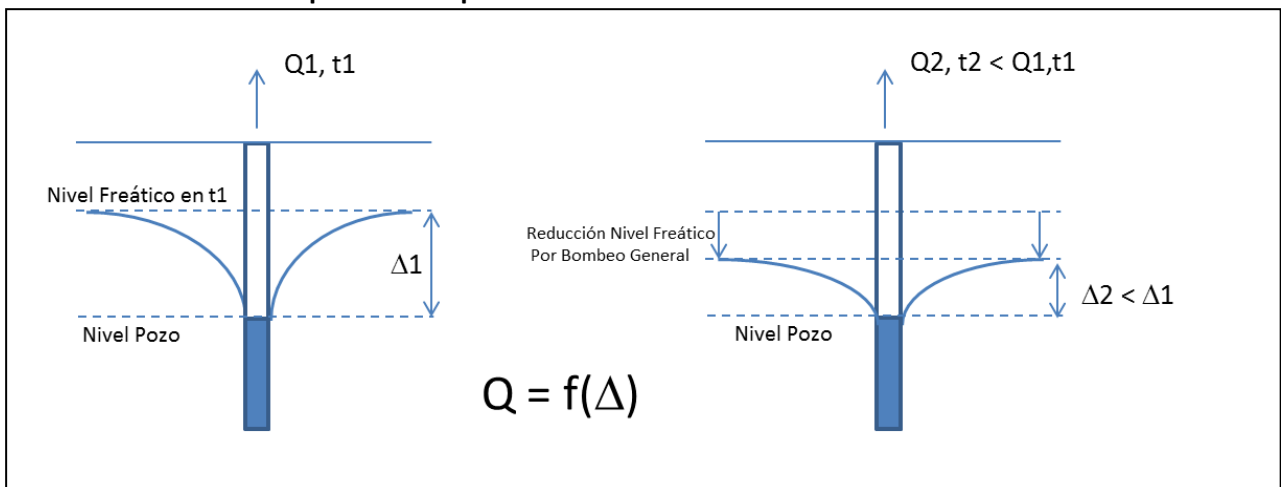 Q1, t1
Nivel Freático en t1
Δ1
Nivel Pozo
Q2, t2 < Q1,t1
Reducción Nivel Freático
Por Bombeo General
Δ2 < Δ1
Nivel Pozo
Q = f(Δ)